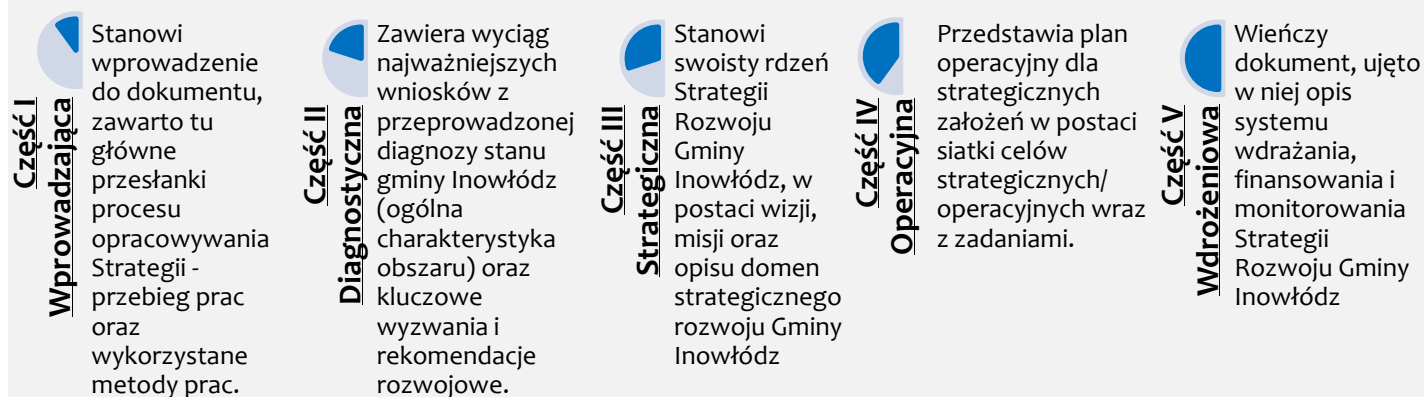 Część I
Wprowadzająca
Stanowi
wprowadzenie
do dokumentu,
zawarto tu
główne
przesłanki
procesu
opracowywania
Strategii -
przebieg prac
oraz
wykorzystane
metody prac.
Część II
Diagnostyczna
Zawiera wyciąg
najważniejszych
wniosków z
przeprowadzonej
diagnozy stanu
gminy Inowłódz
(ogólna
charakterystyka
obszaru) oraz
kluczowe
wyzwania i
rekomendacje
rozwojowe.
Część III
Strategiczna
Stanowi
swoisty rdzeń
Strategii
Rozwoju
Gminy
Inowłódz, w
postaci wizji,
misji oraz
opisu domen
strategicznego
rozwoju Gminy
Inowłódz
Część IV
Operacyjna
Przedstawia plan
operacyjny dla
strategicznych
założeń w postaci
siatki celów
strategicznych/
operacyjnych wraz
z zadaniami.
Część V
Wdrożeniowa
Wieńczy
dokument, ujęto
w niej opis
systemu
wdrażania,
finansowania i
monitorowania
Strategii
Rozwoju Gminy
Inowłódz